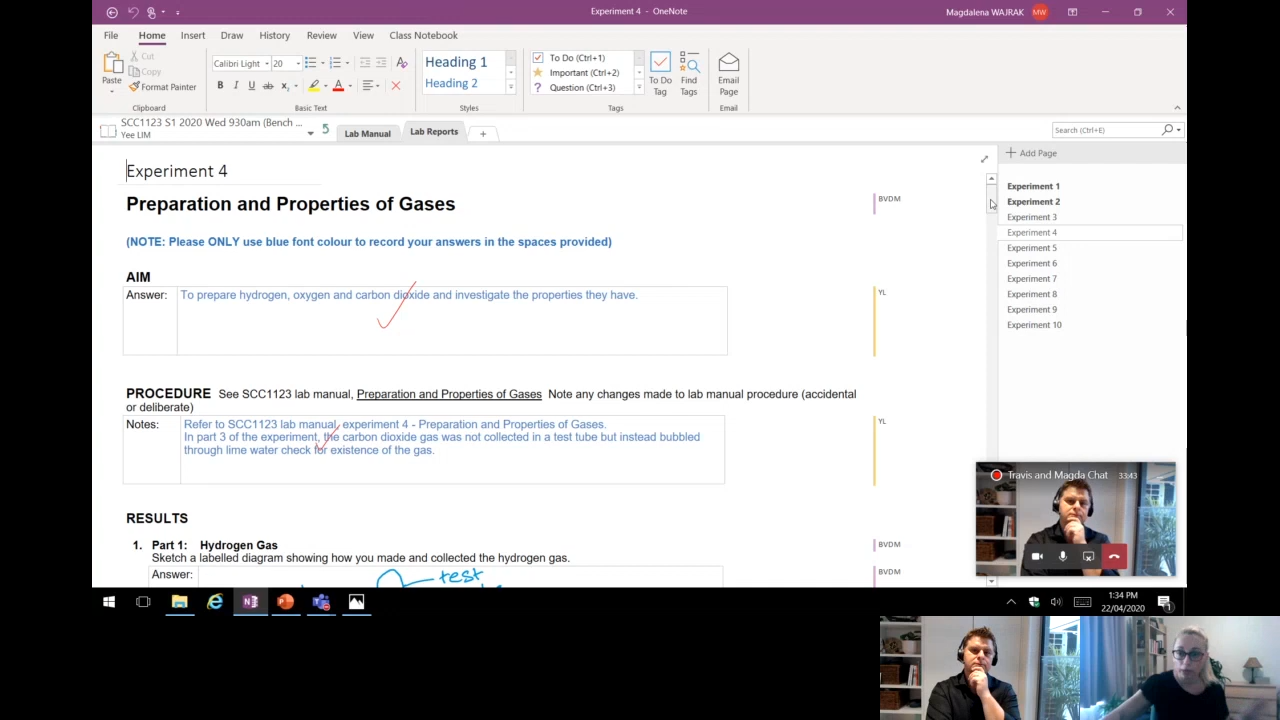 Experiment 4 - OneNote
Magdalena WAJRAK MW
File Home Insert Draw History Review View Class Notebook
Paste
Cut
Copy
Format Painter
Clipboard
Calibri Light 20
B I U ab x₂ A
Basic Text
Heading 1
Heading 2
Styles
To Do (Ctrl+1)
Important (Ctrl+2)
Question (Ctrl+3)
To Do Tag
Find Tags
Tags
Email Page
Email
SCC1123 S1 2020 Wed 930am (Bench ...
Yee LIM
Lab Manual Lab Reports +
Search (Ctrl+E)
Experiment 4
Preparation and Properties of Gases
BVDM
(NOTE: Please ONLY use blue font colour to record your answers in the spaces provided)
AIM
Answer: To prepare hydrogen, oxygen and carbon dioxide and investigate the properties they have.
YL
PROCEDURE See SCC1123 lab manual, Preparation and Properties of Gases Note any changes made to lab manual procedure (accidental
or deliberate)
Notes: Refer to SCC1123 lab manual, experiment 4 - Preparation and Properties of Gases.
YL
In part 3 of the experiment, the carbon dioxide gas was not collected in a test tube but instead bubbled
through lime water check for existence of the gas.
RESULTS
1. Part 1: Hydrogen Gas
BVDM
Sketch a labelled diagram showing how you made and collected the hydrogen gas.
Answer:
BVDM
test
Add Page
Experiment 1
Experiment 2
Experiment 3
Experiment 4
Experiment 5
Experiment 6
Experiment 7
Experiment 8
Experiment 9
Experiment 10
Travis and Magda Chat 33:43
1:34 PM
22/04/2020
1